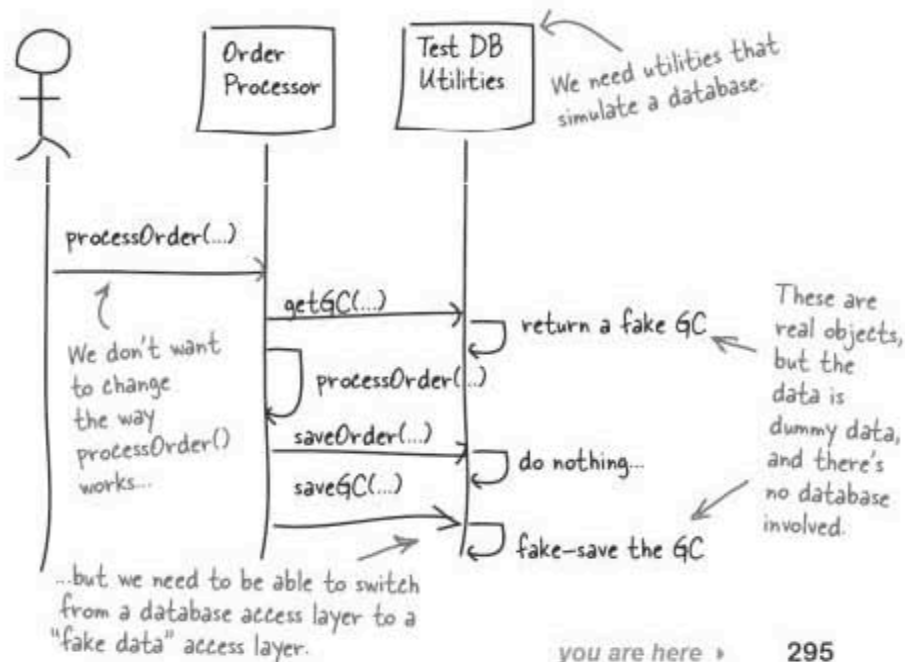 Order
Processor
Test DB
Utilities
We need utilities that
simulate a database.
processOrder(...)
We don't want
to change
the way
processOrder()
works...
getGC(...)
return a fake GC
processOrder(...)
saveOrder(...)
do nothing...
saveGC(...)
fake-save the GC
These are
real objects,
but the
data is
dummy data,
and there's
no database
involved.
...but we need to be able to switch
from a database access layer to a
"fake data" access layer.
you are here ▸ 295